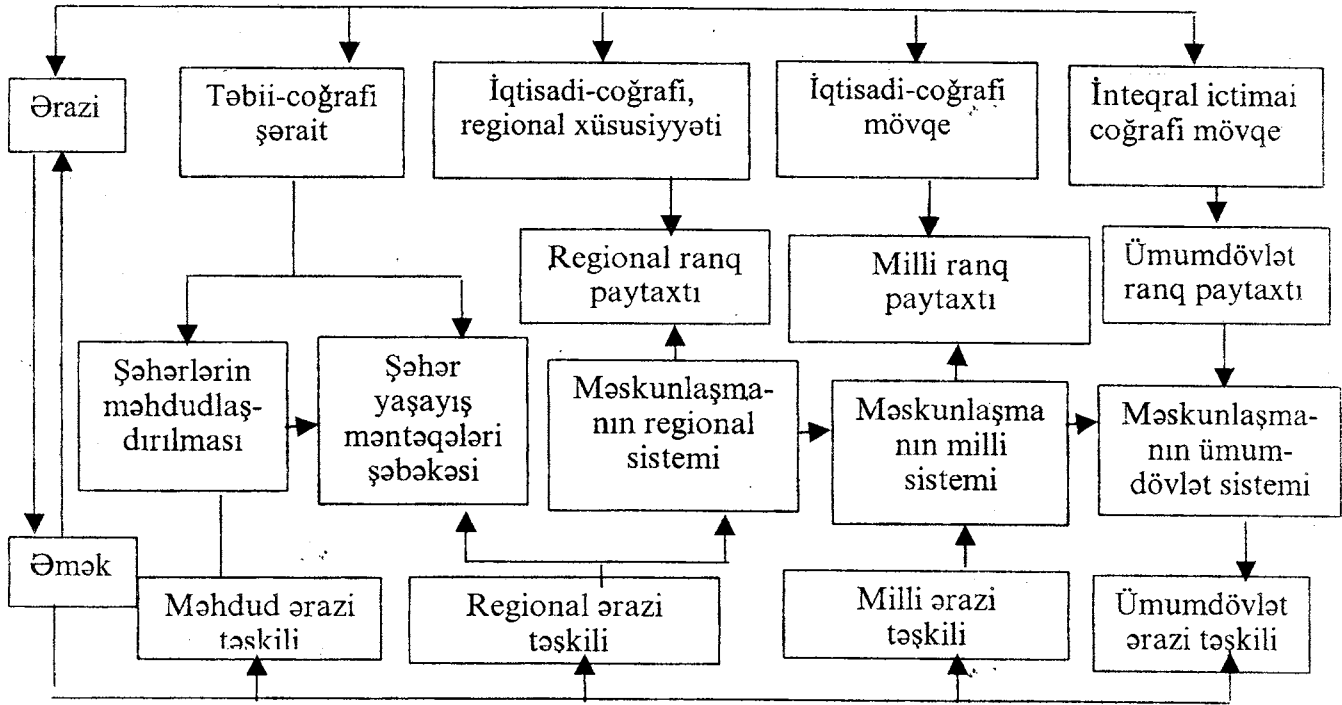 Ərazi
Təbii-coğrafi
şərait
İqtisadi-coğrafi,
regional xüsusiyyəti
İqtisadi-coğrafi
mövqe
İnteqral ictimai
coğrafi mövqe
Regional ranq
paytaxtı
Milli ranq
paytaxtı
Ümumdövlət
ranq paytaxtı
Şəhərlərin
məhdudlaş-
dırılması
Şəhər
yaşayış
məntəqələri
şəbəkəsi
Məskunlaşma-
nın regional
sistemi
Məskunlaşma
nın milli
sistemi
Məskunlaşma-
nın ümum-
dövlət sistemi
Əmək
Məhdud ərazi
təşkili
Regional ərazi
təşkili
Milli ərazi
təşkili
Ümumdövlət
ərazi təşkili